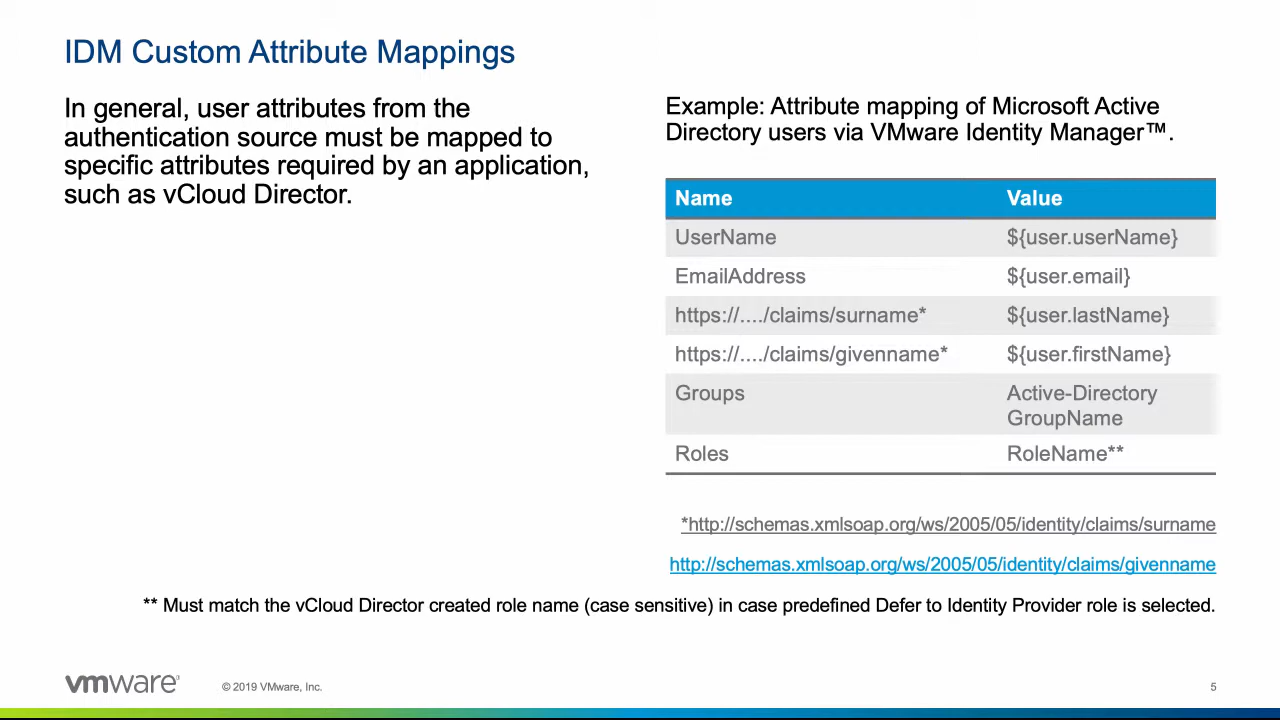 IDM Custom Attribute Mappings
In general, user attributes from the
authentication source must be mapped to
specific attributes required by an application,
such as vCloud Director.
Example: Attribute mapping of Microsoft Active
Directory users via VMware Identity Manager™.
Name Value
UserName ${user.userName}
EmailAddress ${user.email}
https://..../claims/surname* ${user.lastName}
https://..../claims/givenname* ${user.firstName}
Groups Active-Directory
GroupName
Roles RoleName**
*http://schemas.xmlsoap.org/ws/2005/05/identity/claims/surname
http://schemas.xmlsoap.org/ws/2005/05/identity/claims/givenname
** Must match the vCloud Director created role name (case sensitive) in case predefined Defer to Identity Provider role is selected.
vmware
© 2019 VMware, Inc.
5